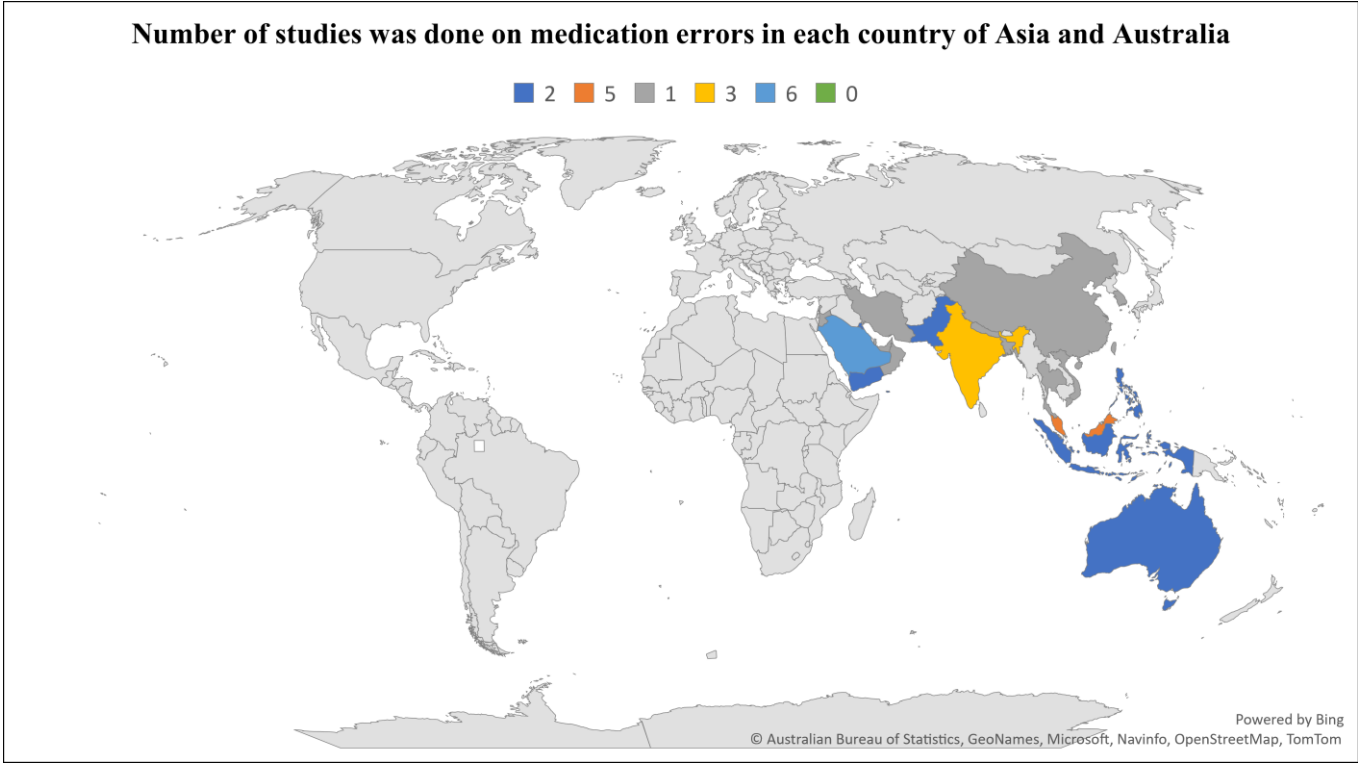 Number of studies was done on medication errors in each country of Asia and Australia
2 5 1 3 6 0
Powered by Bing
© Australian Bureau of Statistics, GeoNames, Microsoft, Navinfo, OpenStreetMap, TomTom